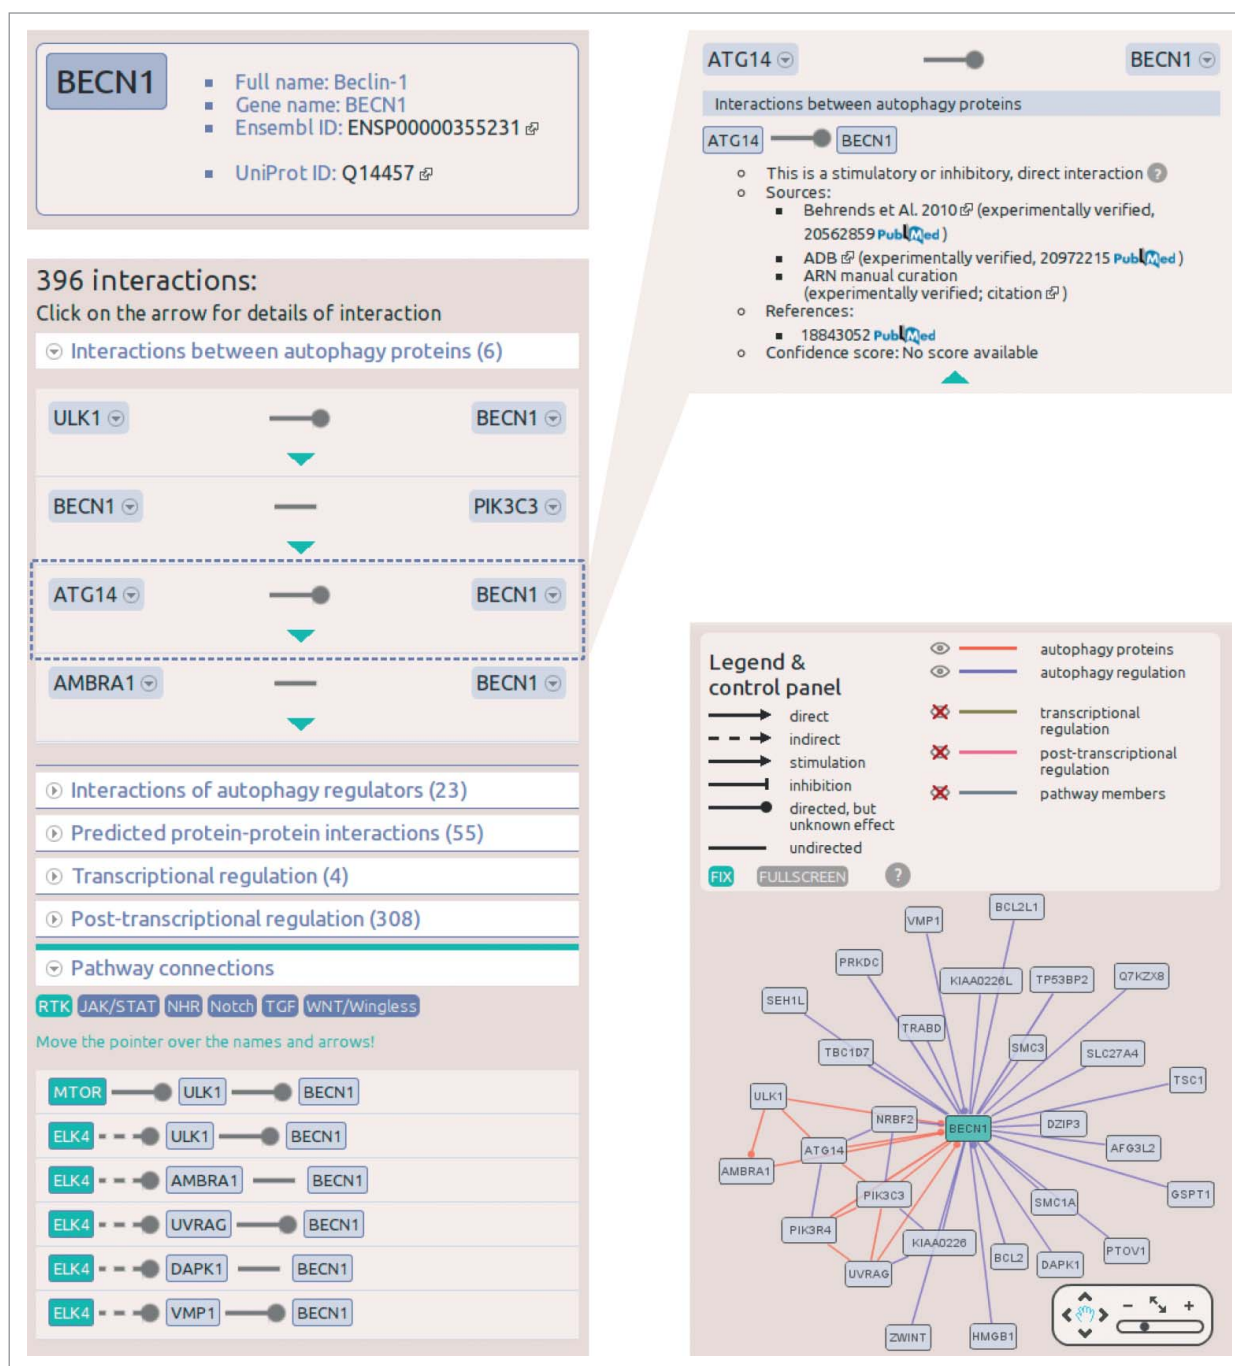 BECN1
Full name: Beclin-1
Gene name: BECN1
Ensembl ID: ENSP00000355231
UniProt ID: Q14457
396 interactions:
Click on the arrow for details of interaction
Interactions between autophagy proteins (6)
ULK1 BECN1
BECN1 PIK3C3
ATG14 BECN1
AMBRA1 BECN1
Interactions of autophagy regulators (23)
Predicted protein-protein interactions (55)
Transcriptional regulation (4)
Post-transcriptional regulation (308)
Pathway connections
RTK JAK/STAT NHR Notch TGF WNT/Wingless
Move the pointer over the names and arrows!
MTOR ULK1 BECN1
ELK4 ULK1 BECN1
ELK4 AMBRA1 BECN1
ELK4 UVRAG BECN1
ELK4 DAPK1 BECN1
ELK4 VMP1 BECN1
ATG14 BECN1
Interactions between autophagy proteins
ATG14 BECN1
This is a stimulatory or inhibitory, direct interaction ?
Sources:
Behrends et Al. 2010 (experimentally verified,
20562859 PubMed )
ADB (experimentally verified, 20972215 PubMed )
ARN manual curation
(experimentally verified; citation )
References:
18843052 PubMed
Confidence score: No score available
Legend &
control panel
direct
indirect
stimulation
inhibition
directed, but
unknown effect
undirected
FIX FULLSCREEN ?
autophagy proteins
autophagy regulation
transcriptional
regulation
post-transcriptional
regulation
pathway members
BCL2L1
VMP1
PRKDC
KIAA0226L
TP53BP2
Q7KZX8
SEH1L
TRABD
SMC3
TBC1D7
SLC27A4
TSC1
ULK1
NRBF2
BECN1
DZIP3
ATG14
AFG3L2
AMBRA1
PIK3C3
SMC1A
GSPT1
PIK3R4
KIAA0226
BCL2
DAPK1
PTOV1
UVRAG
ZWINT
HMGB1
− +